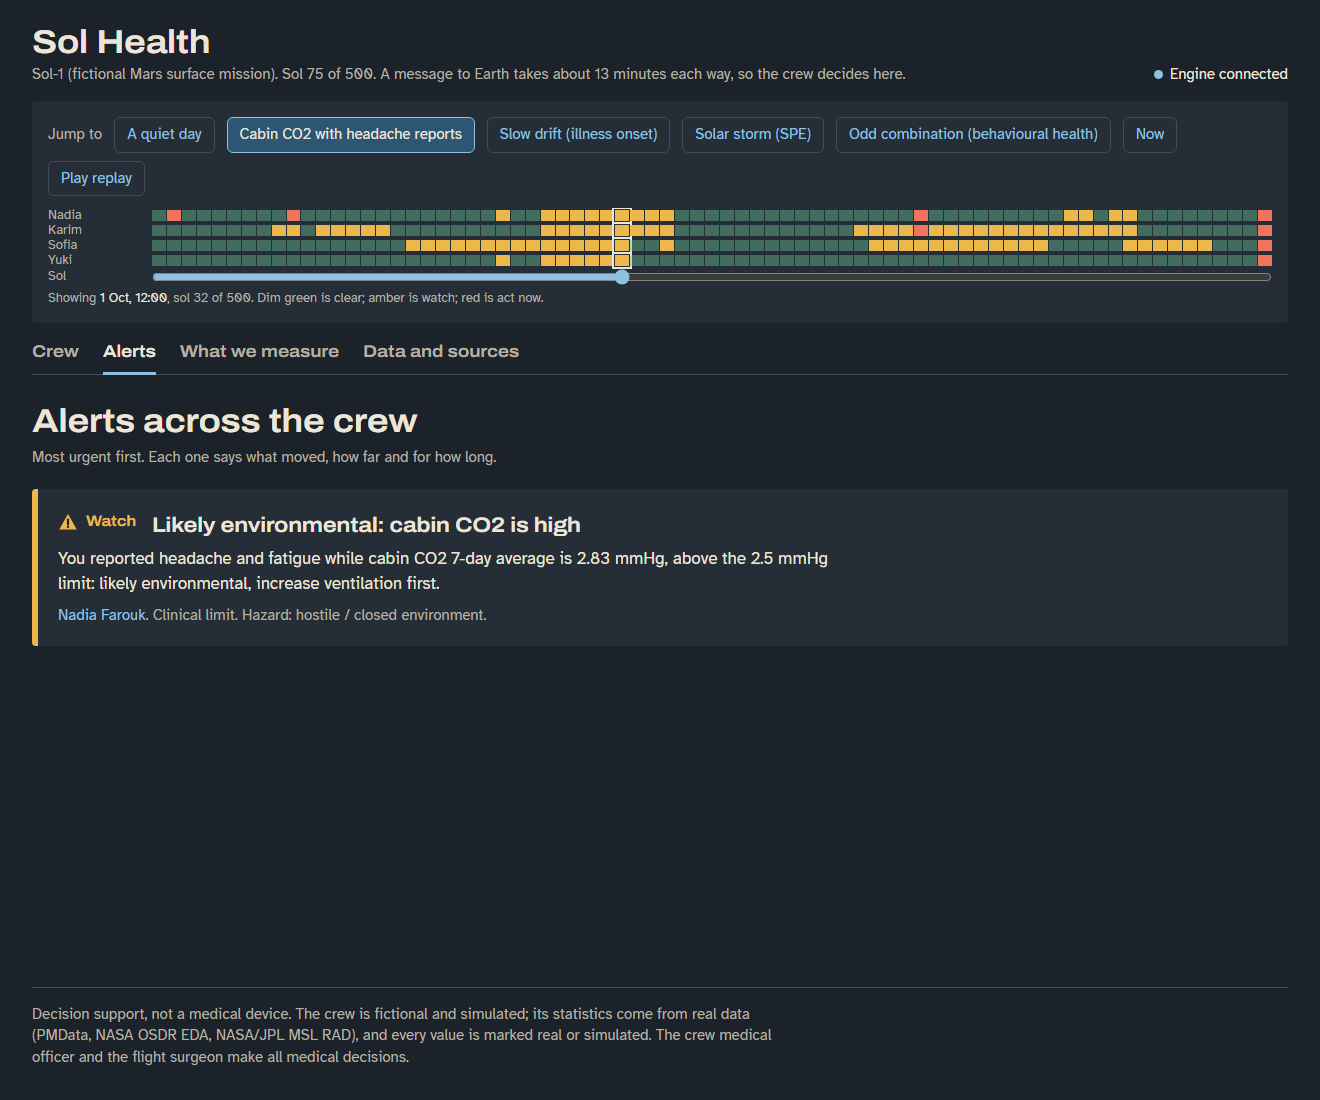 Sol Health
Sol-1 (fictional Mars surface mission). Sol 75 of 500. A message to Earth takes about 13 minutes each way, so the crew decides here.
Engine connected
Jump to
A quiet day
Cabin CO2 with headache reports
Slow drift (illness onset)
Solar storm (SPE)
Odd combination (behavioural health)
Now
Play replay
Nadia
Karim
Sofia
Yuki
Sol
Showing 1 Oct, 12:00, sol 32 of 500. Dim green is clear; amber is watch; red is act now.
Crew
Alerts
What we measure
Data and sources
Alerts across the crew
Most urgent first. Each one says what moved, how far and for how long.
Watch
Likely environmental: cabin CO2 is high
You reported headache and fatigue while cabin CO2 7-day average is 2.83 mmHg, above the 2.5 mmHg
limit: likely environmental, increase ventilation first.
Nadia Farouk. Clinical limit. Hazard: hostile / closed environment.
Decision support, not a medical device. The crew is fictional and simulated; its statistics come from real data
(PMData, NASA OSDR EDA, NASA/JPL MSL RAD), and every value is marked real or simulated. The crew medical
officer and the flight surgeon make all medical decisions.